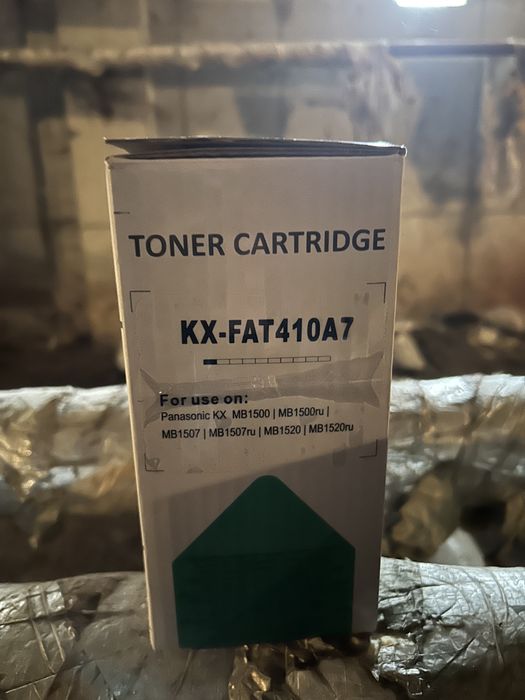 TONER CARTRIDGE
KX-FAT410A7
For use on:
Panasonic KX MB1500 | MB1500ru |
MB1507 | MB1507ru | MB1520 | MB1520ru